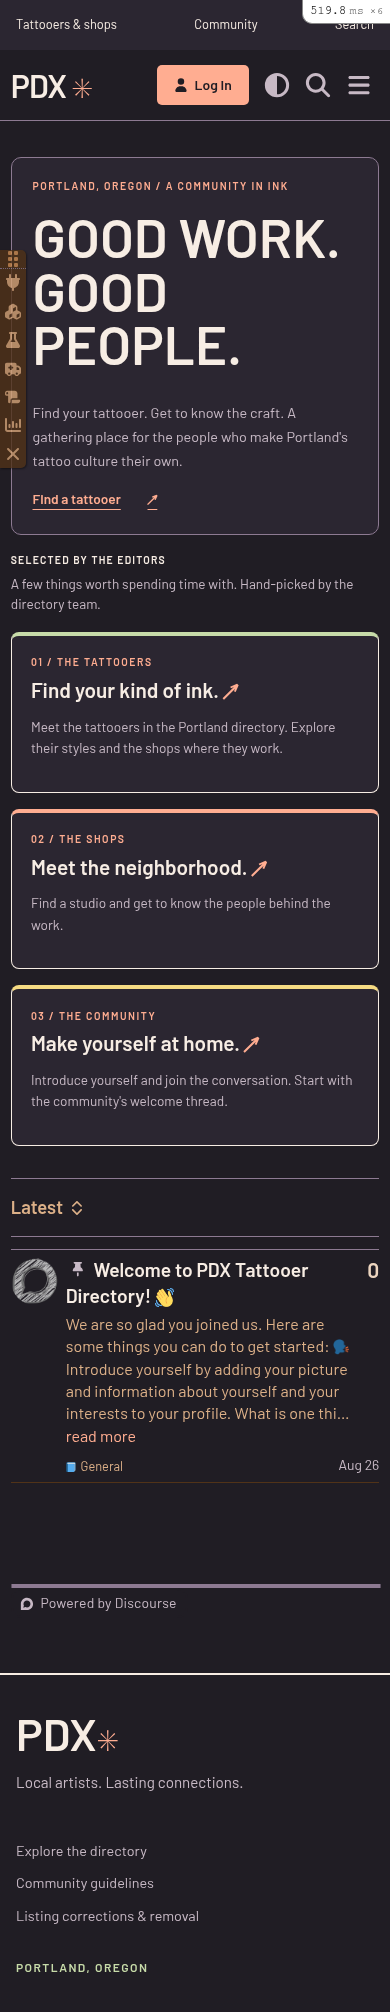 519.8 ms ×6
Tattooers & shops Community Search
PDX Log In
PORTLAND, OREGON / A COMMUNITY IN INK
GOOD WORK.
GOOD
PEOPLE.
Find your tattooer. Get to know the craft. A
gathering place for the people who make Portland's
tattoo culture their own.
Find a tattooer
SELECTED BY THE EDITORS
A few things worth spending time with. Hand-picked by the
directory team.
01 / THE TATTOOERS
Find your kind of ink.
Meet the tattooers in the Portland directory. Explore
their styles and the shops where they work.
02 / THE SHOPS
Meet the neighborhood.
Find a studio and get to know the people behind the
work.
03 / THE COMMUNITY
Make yourself at home.
Introduce yourself and join the conversation. Start with
the community's welcome thread.
Latest
Welcome to PDX Tattooer 0
Directory! 👋
We are so glad you joined us. Here are
some things you can do to get started: 🗣
Introduce yourself by adding your picture
and information about yourself and your
interests to your profile. What is one thi…
read more
General Aug 26
Powered by Discourse
PDX
Local artists. Lasting connections.
Explore the directory
Community guidelines
Listing corrections & removal
PORTLAND, OREGON